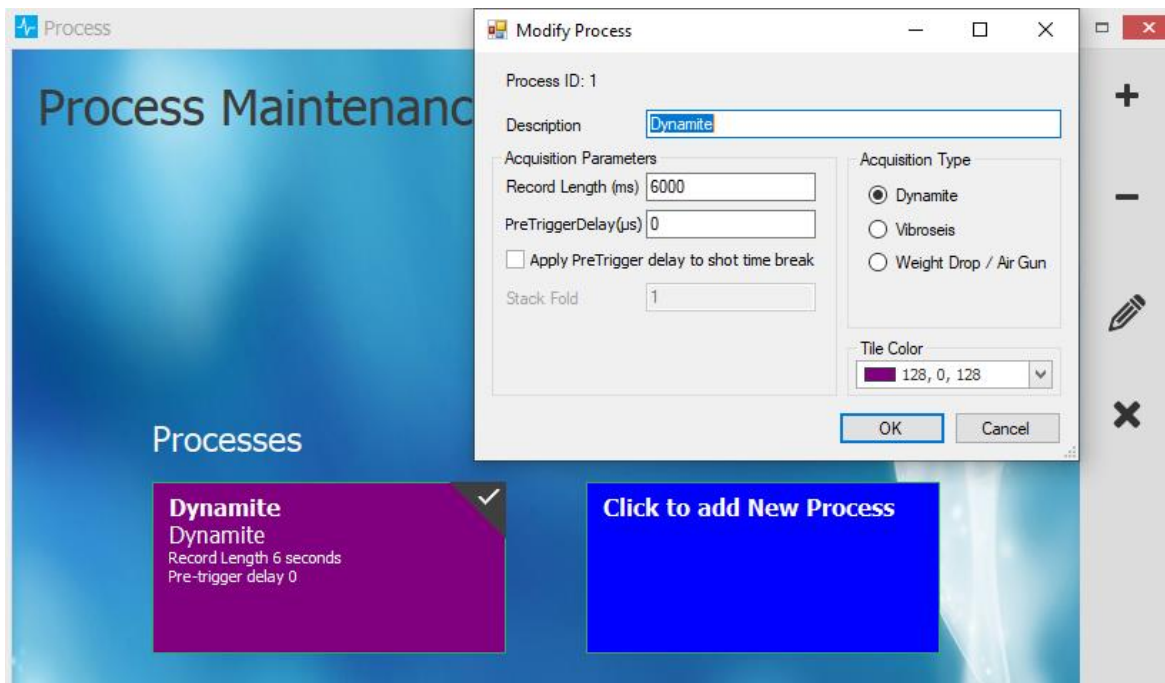 Process
Process Maintenanc
Processes
Dynamite
Dynamite
Record Length 6 seconds
Pre-trigger delay 0
Click to add New Process
Modify Process
Process ID: 1
Description
Dynamite
Acquisition Parameters
Record Length (ms) 6000
PreTriggerDelay(µs) 0
Apply PreTrigger delay to shot time break
Stack Fold 1
Acquisition Type
Dynamite
Vibroseis
Weight Drop / Air Gun
Tile Color
128, 0, 128
OK Cancel